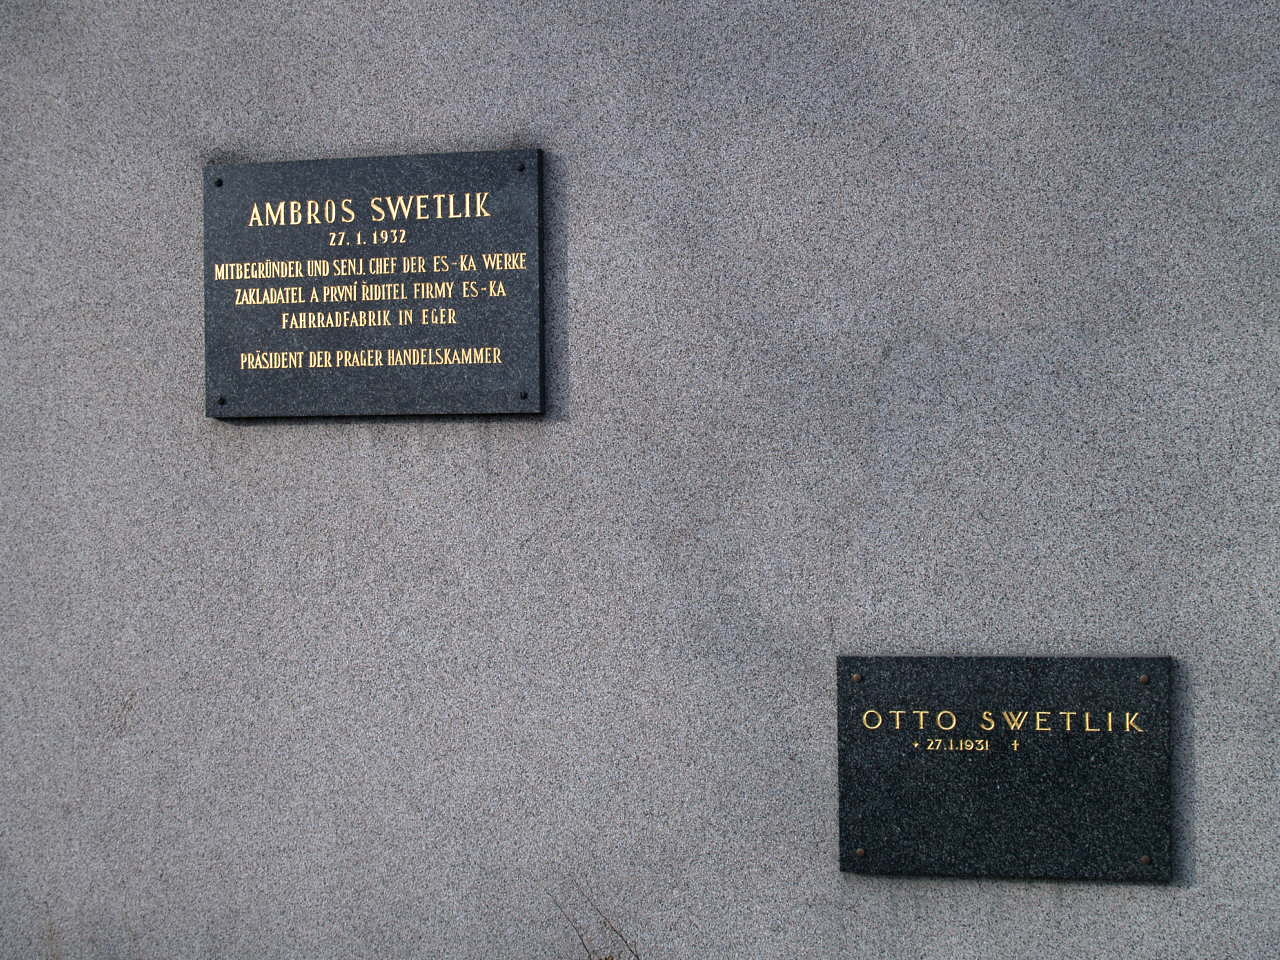 AMBROS SWETLIK
27. 1. 1932
MITBEGRÜNDER UND SENJ. CHEF DER ES-KA WERKE
ZAKLADATEL A PRVNÍ ŘIDITEL FIRMY ES-KA
FAHRRADFABRIK IN EGER
PRÄSIDENT DER PRAGER HANDELSKAMMER
OTTO SWETLIK
* 27.1.1931 †